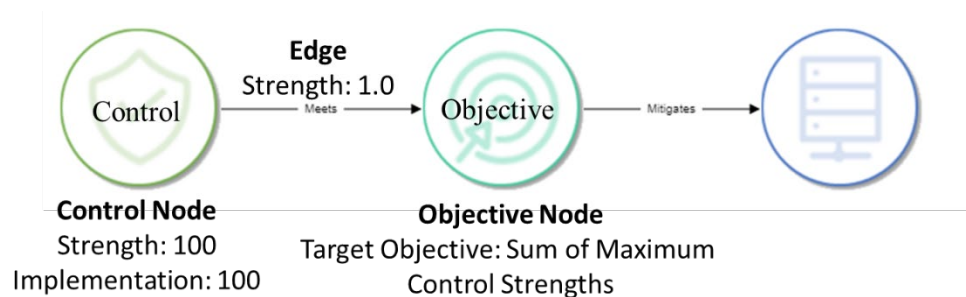 Edge
Strength: 1.0
Control
Meets
Objective
Mitigates
Control Node
Strength: 100
Implementation: 100
Objective Node
Target Objective: Sum of Maximum
Control Strengths